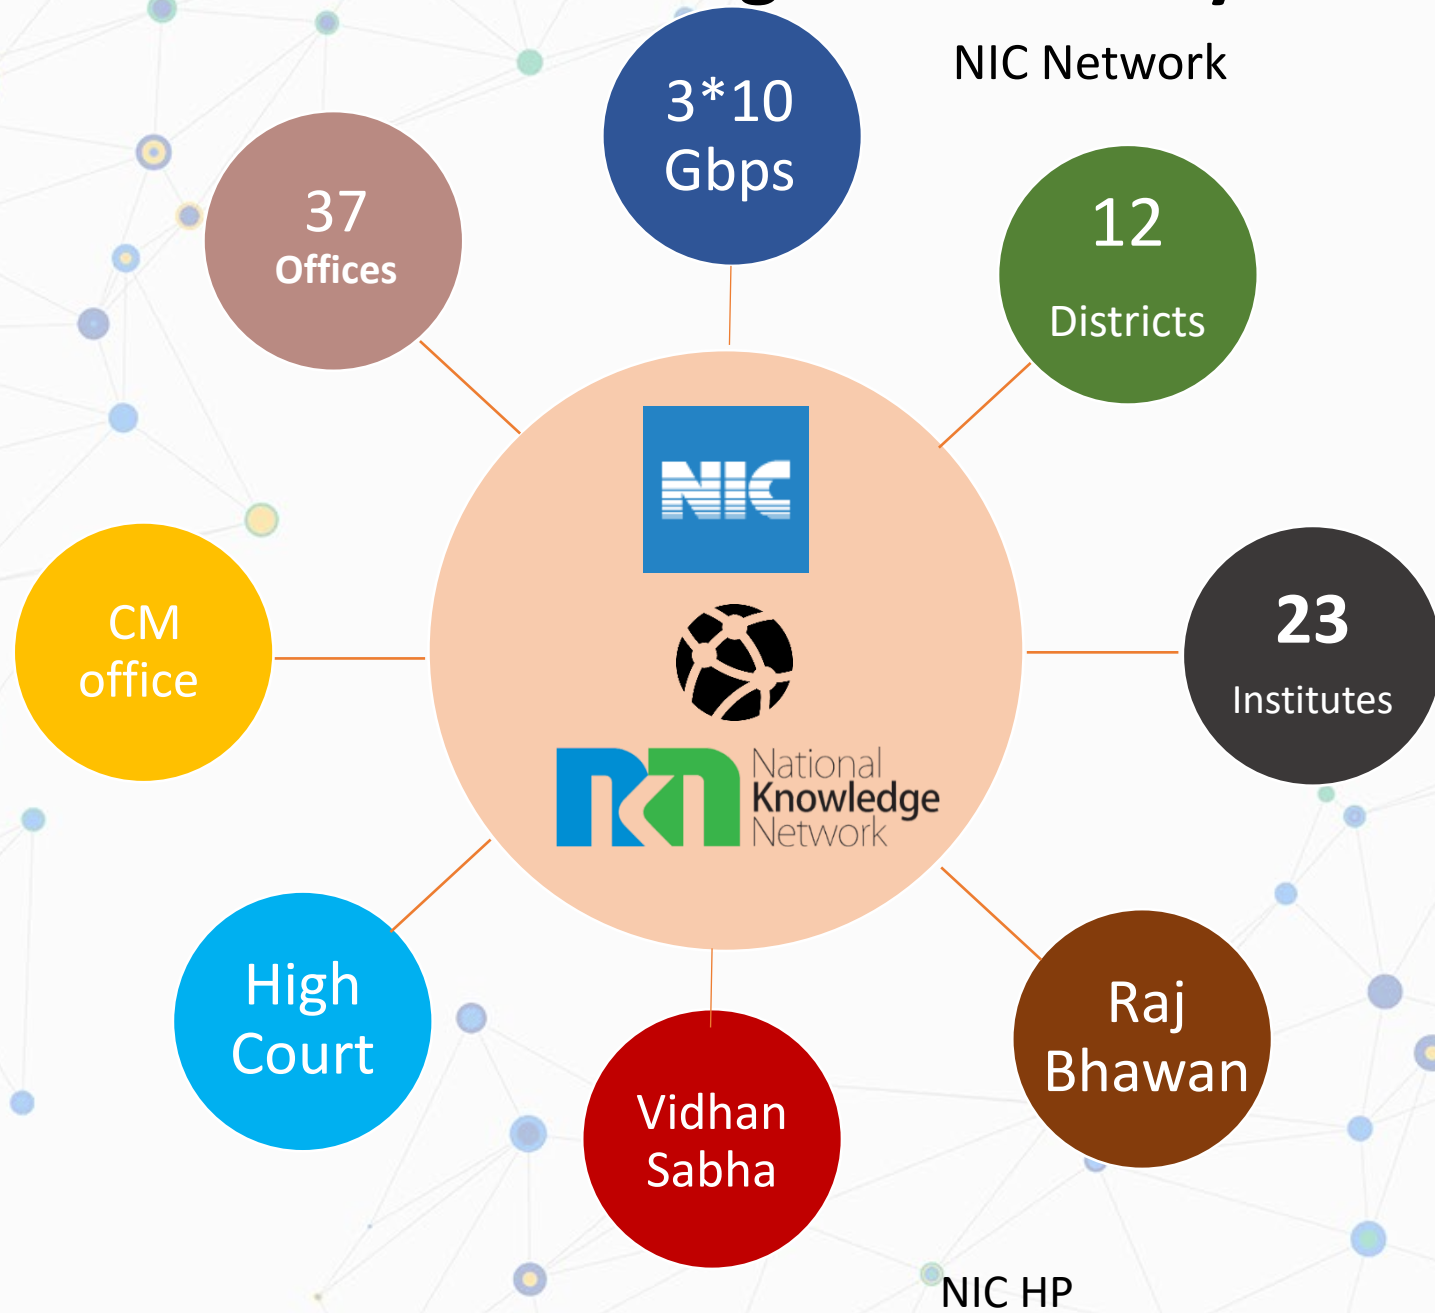 NIC Network
3*10
Gbps
12
Districts
37
Offices
NIC
23
Institutes
CM
office
National
Knowledge
Network
High
Court
Raj
Bhawan
Vidhan
Sabha
NIC HP